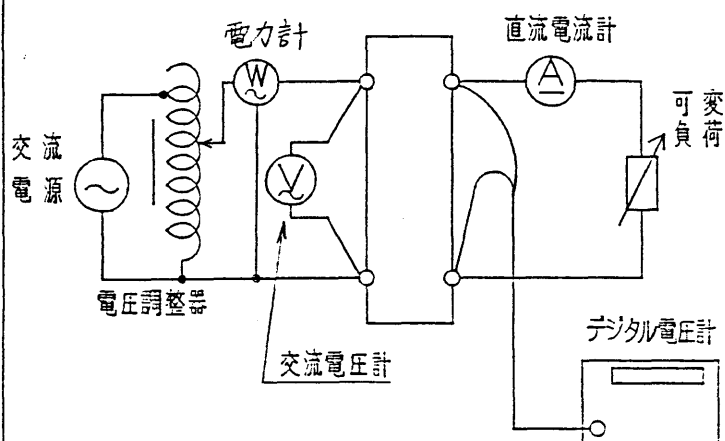 電力計
直流電流計
W
A
可変
負荷
交流
電源
V
電圧調整器
交流電圧計
デジタル電圧計